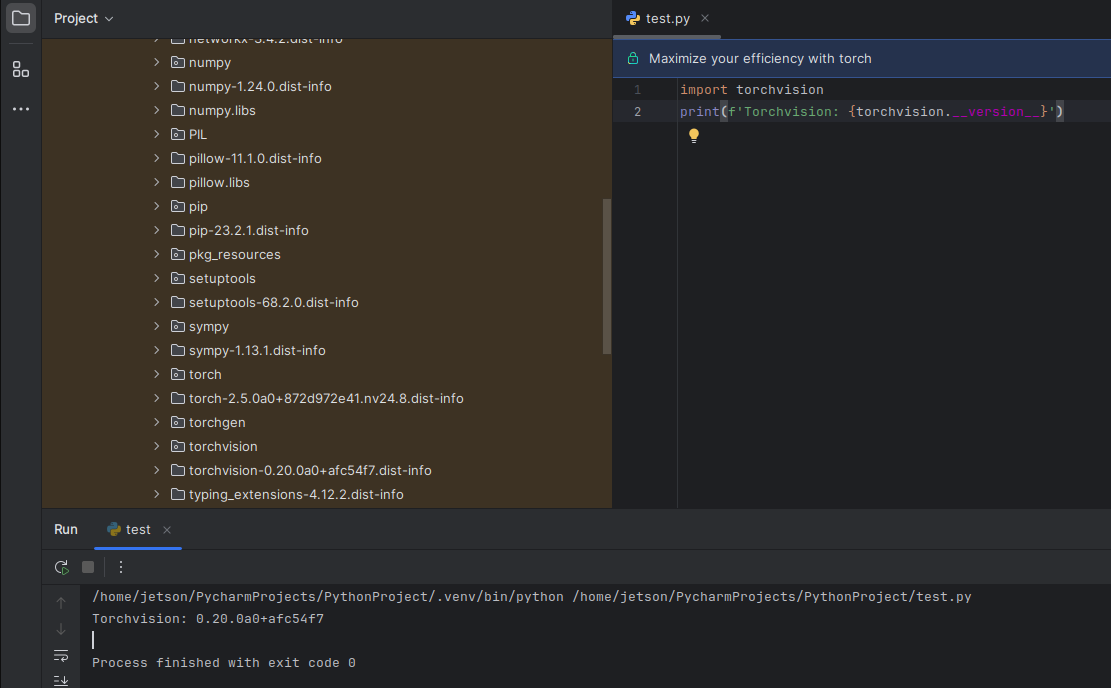 Project
networkx-3.4.2.dist-info
numpy
numpy-1.24.0.dist-info
numpy.libs
PIL
pillow-11.1.0.dist-info
pillow.libs
pip
pip-23.2.1.dist-info
pkg_resources
setuptools
setuptools-68.2.0.dist-info
sympy
sympy-1.13.1.dist-info
torch
torch-2.5.0a0+872d972e41.nv24.8.dist-info
torchgen
torchvision
torchvision-0.20.0a0+afc54f7.dist-info
typing_extensions-4.12.2.dist-info
test.py
Maximize your efficiency with torch
1 import torchvision
2 print(f'Torchvision: {torchvision.__version__}')
Run test
/home/jetson/PycharmProjects/PythonProject/.venv/bin/python /home/jetson/PycharmProjects/PythonProject/test.py
Torchvision: 0.20.0a0+afc54f7
Process finished with exit code 0